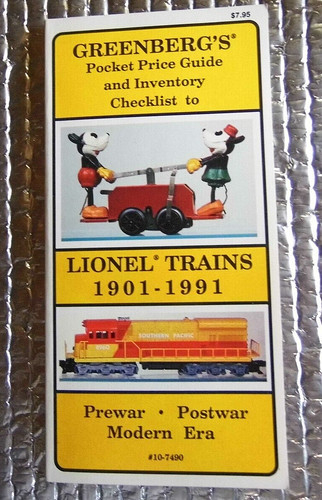 $7.95
GREENBERG'S®
Pocket Price Guide
and Inventory
Checklist to
LIONEL® TRAINS
1901-1991
SOUTHERN PACIFIC
Prewar • Postwar
Modern Era
#10-7490